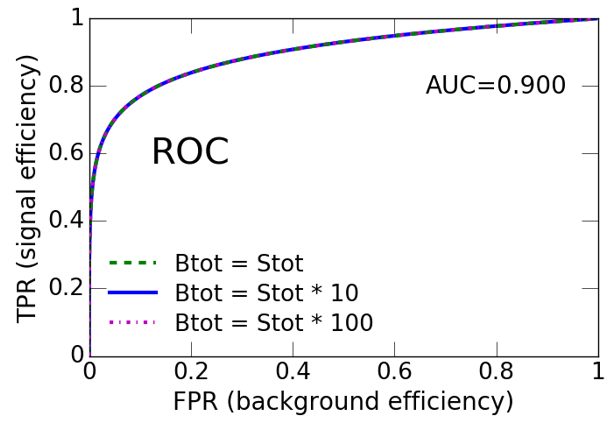 1
0.8
0.6
0.4
0.2
0
TPR (signal efficiency)
AUC=0.900
ROC
Btot = Stot
Btot = Stot * 10
Btot = Stot * 100
0 0.2 0.4 0.6 0.8 1
FPR (background efficiency)